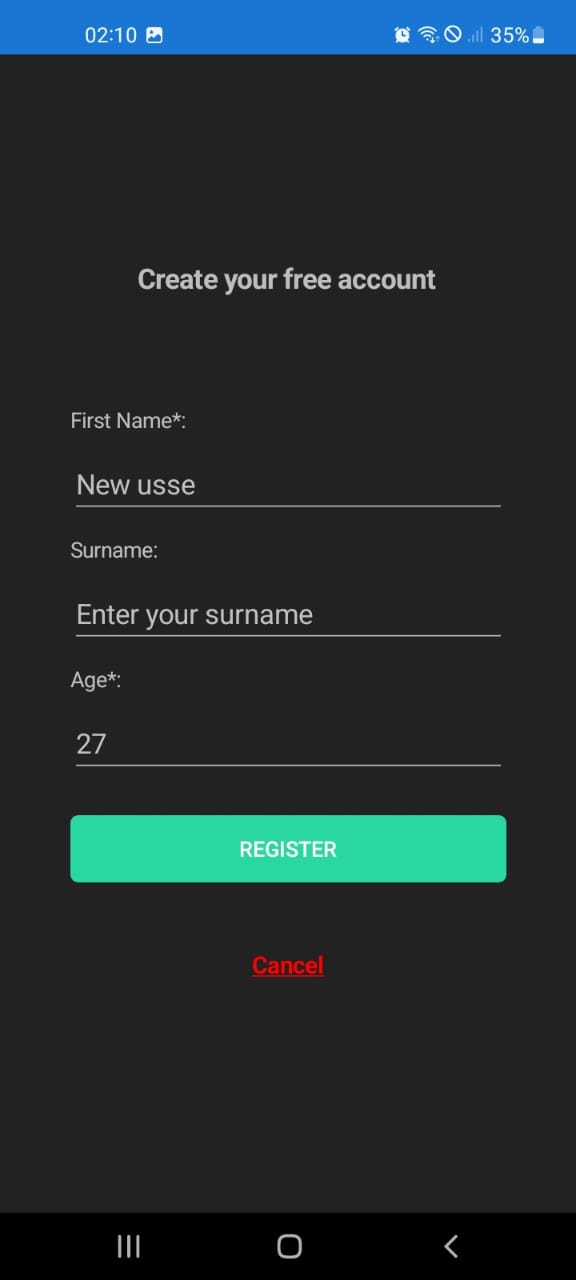 02:10 35%
Create your free account
First Name*:
New usse
Surname:
Enter your surname
Age*:
27
REGISTER
Cancel